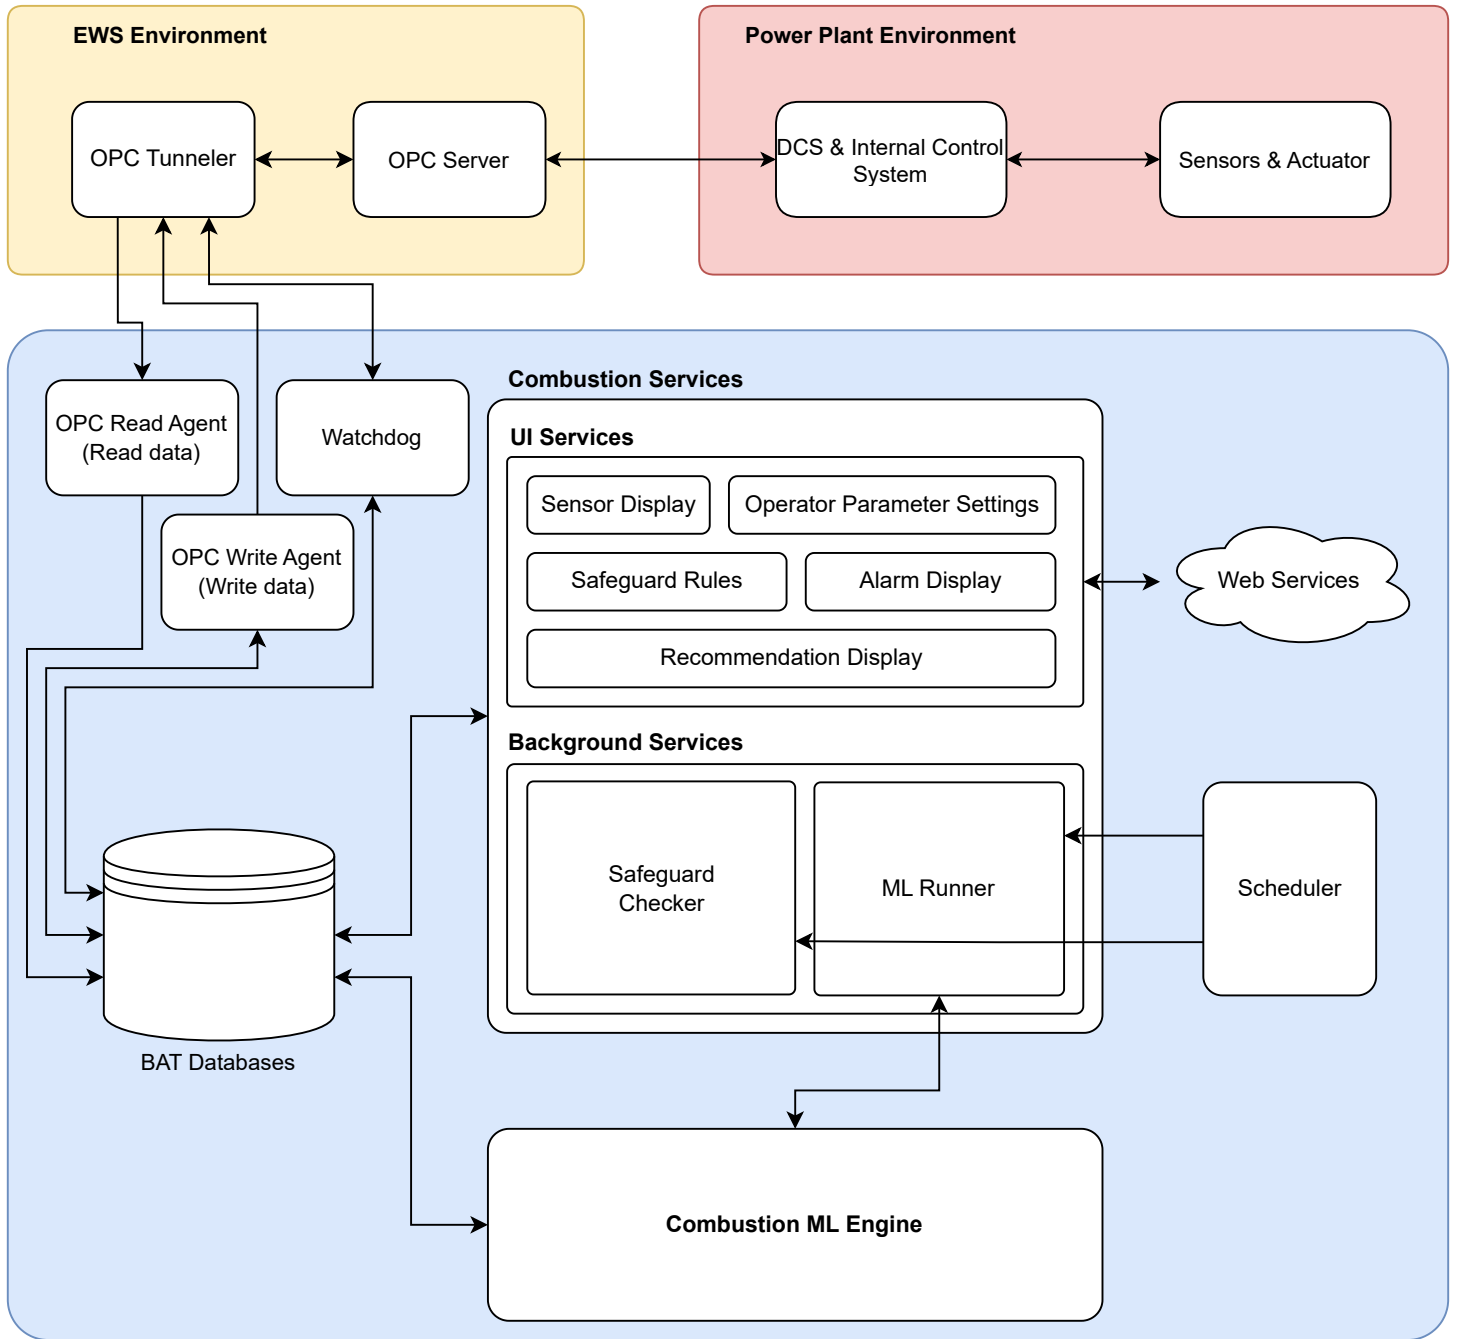 EWS Environment
Power Plant Environment
OPC Tunneler
OPC Server
DCS & Internal Control
System
Sensors & Actuator
OPC Read Agent
(Read data)
Watchdog
OPC Write Agent
(Write data)
Combustion Services
UI Services
Sensor Display
Operator Parameter Settings
Safeguard Rules
Alarm Display
Recommendation Display
Web Services
Background Services
Safeguard
Checker
ML Runner
Scheduler
BAT Databases
Combustion ML Engine